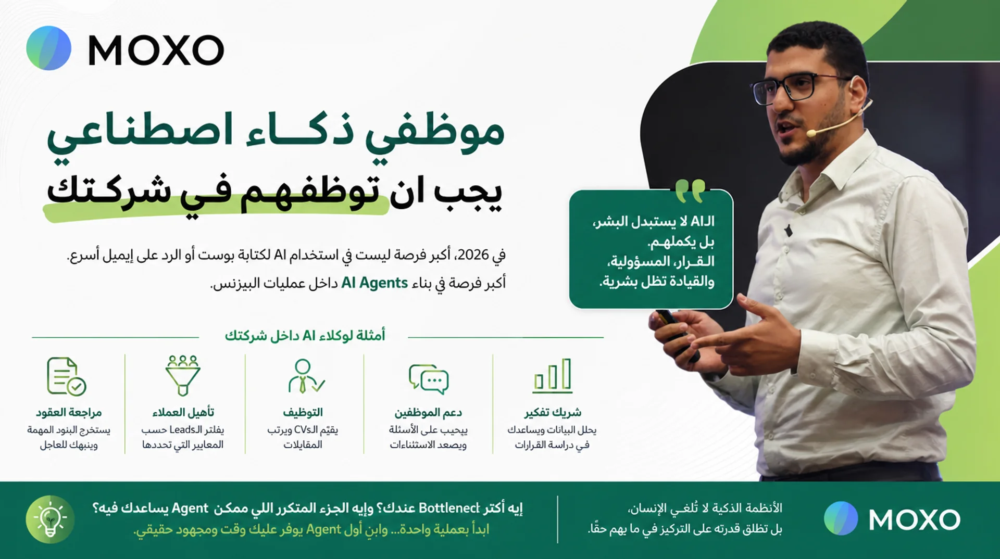 MOXO
موظفي ذكاء اصطناعي
يجب ان توظفهم في شركتك
في 2026، أكبر فرصة ليست في استخدام AI لكتابة بوست أو الرد على إيميل أسرع.
أكبر فرصة في بناء AI Agents داخل عمليات البيزنس.
الـAI لا يستبدل البشر،
بل يكملهم.
القرار، المسؤولية،
والقيادة تظل بشرية.
أمثلة لوكلاء AI داخل شركتك
شريك تفكير
يحلل البيانات ويساعدك
في دراسة القرارات
دعم الموظفين
ييجيب على الأسئلة
ويصعد الاستثناءات
التوظيف
يقيّم الـCVs ويرتب
المقابلات
تأهيل العملاء
يفلتر الـLeads حسب
المعايير التي تحددها
مراجعة العقود
يستخرج البنود المهمة
وينبهك للعاجل
MOXO
الأنظمة الذكية لا تُلغي الإنسان،
بل تظلق قدرته على التركيز في ما يهم حقًا.
إيه أكتر Bottleneck عندك؟ وإيه الجزء المتكرر اللي ممكن Agent يساعدك فيه؟
ابدأ بعملية واحدة... وابنِ أول Agent يوفر عليك وقت ومجهود حقيقي.